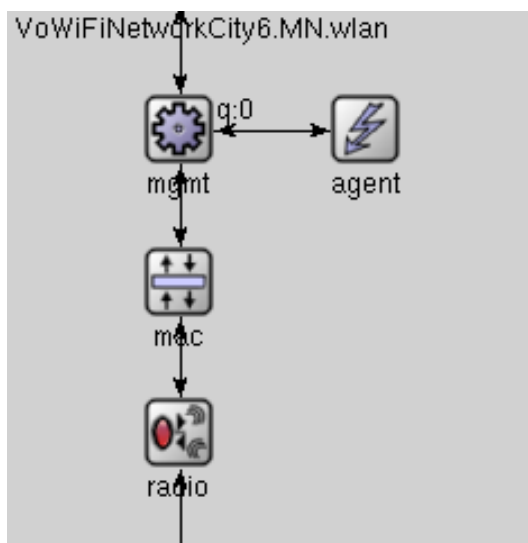 VoWiFiNetworkCity6.MN.wlan
q:0
mgmt
agent
mac
radio